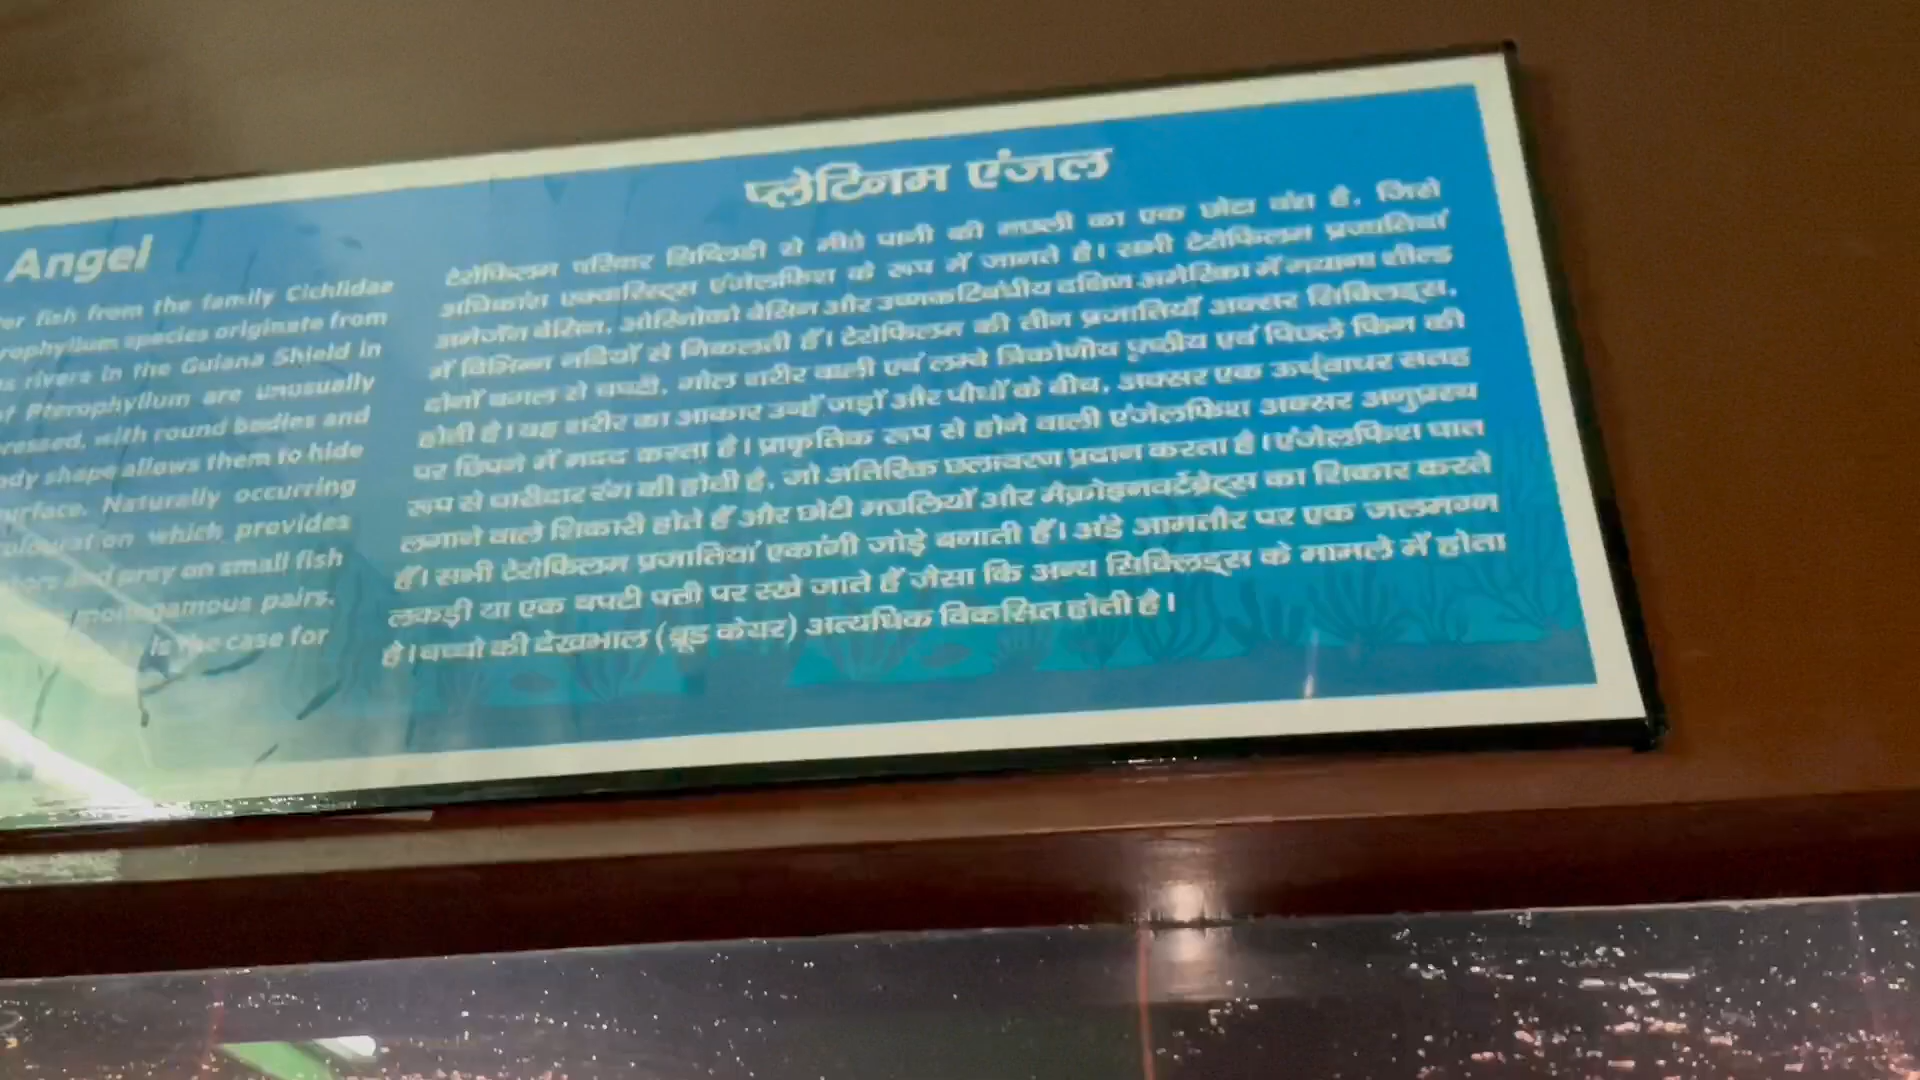 Angel
fish from the family Cichlidae
species originate from
rivers in the Guiana Shield in
Pterophyllum are unusually
with round bodies and
shape allows them to hide
Naturally occurring
which provides
and prey on small fish
pairs.
is the case for
प्लेटिनम एंजल
टेरोफिलम परिवार सिच्लिडी से मीठे पानी की मछली का एक छोटा वंश है, जिसे
अधिकांश एक्वारिस्ट्स एंजेलफिश के रूप में जानते है। सभी टेरोफिलम प्रजातियां
अमेजॉन बेसिन, ओरिनोको बेसिन और उष्णकटिबंधीय दक्षिण अमेरिका में गयाना शील्ड
में विभिन्न नदियों से निकलती हैं। टेरोफिलम की तीन प्रजातियाँ अक्सर सिक्लिड्स,
दोनों बगल से चपटी, गोल शरीर वाली एवं लम्बे त्रिकोणीय पृष्ठीय एवं पिछले फिन की
होती है। यह शरीर का आकार उन्हें जड़ों और पौधों के बीच, अक्सर एक ऊर्ध्वाधर सतह
पर छिपने में मदद करता है। प्राकृतिक रूप से होने वाली एंजेलफिश अक्सर अनुप्रस्थ
रूप से धारीदार रंग की होती है, जो अतिरिक्त छलावरण प्रदान करता है। एंजेलफिश घात
लगाने वाले शिकारी होते हैं और छोटी मछलियों और मैक्रोइनवर्टेब्रेट्स का शिकार करते
हैं। सभी टेरोफिलम प्रजातियां एकांगी जोड़े बनाती हैं। अंडे आमतौर पर एक जलमग्न
लकड़ी या एक चपटी पत्ती पर रखे जाते हैं जैसा कि अन्य सिक्लिड्स के मामले में होता
है। बच्चो की देखभाल (ब्रूड केयर) अत्यधिक विकसित होती है।